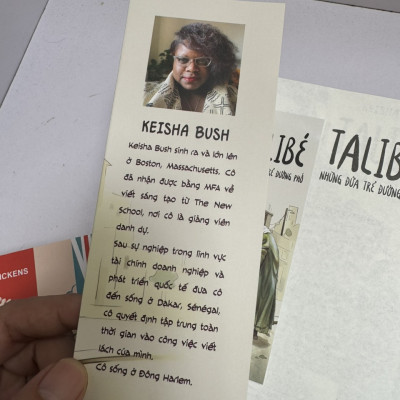 KEISHA BUSH
Keisha Bush sinh ra và lớn lên
ở Boston, Massachusetts. Cô
đã nhận được bằng MFA về
viết sáng tạo từ The New
School, nơi cô là giảng viên
danh dự.
Sau sự nghiệp trong lĩnh vực
tài chính doanh nghiệp và
phát triển quốc tế đưa cô
đến sống ở Dakar, Sénégal,
cô quyết định tập trung toàn
thời gian vào công việc viết
lách của mình.
Cô sống ở Đông Harlem.
ICKENS
LIBÉ
TRẺ ĐƯỜNG PHỐ
TALIBÉ
NHỮNG ĐỨA TRẺ ĐƯỜNG